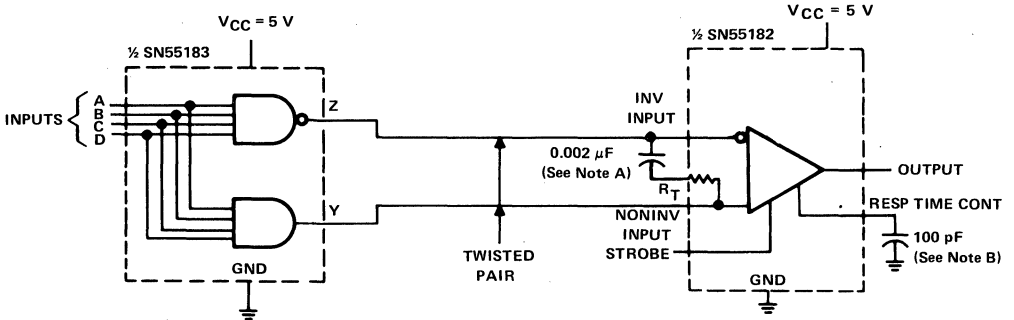 VCC = 5 V
½ SN55183
INPUTS
A
B
C
D
Z
Y
GND
TWISTED
PAIR
VCC = 5 V
½ SN55182
INV
INPUT
0.002 µF
(See Note A)
RT
NONINV
INPUT
STROBE
OUTPUT
RESP TIME CONT
100 pF
(See Note B)
GND